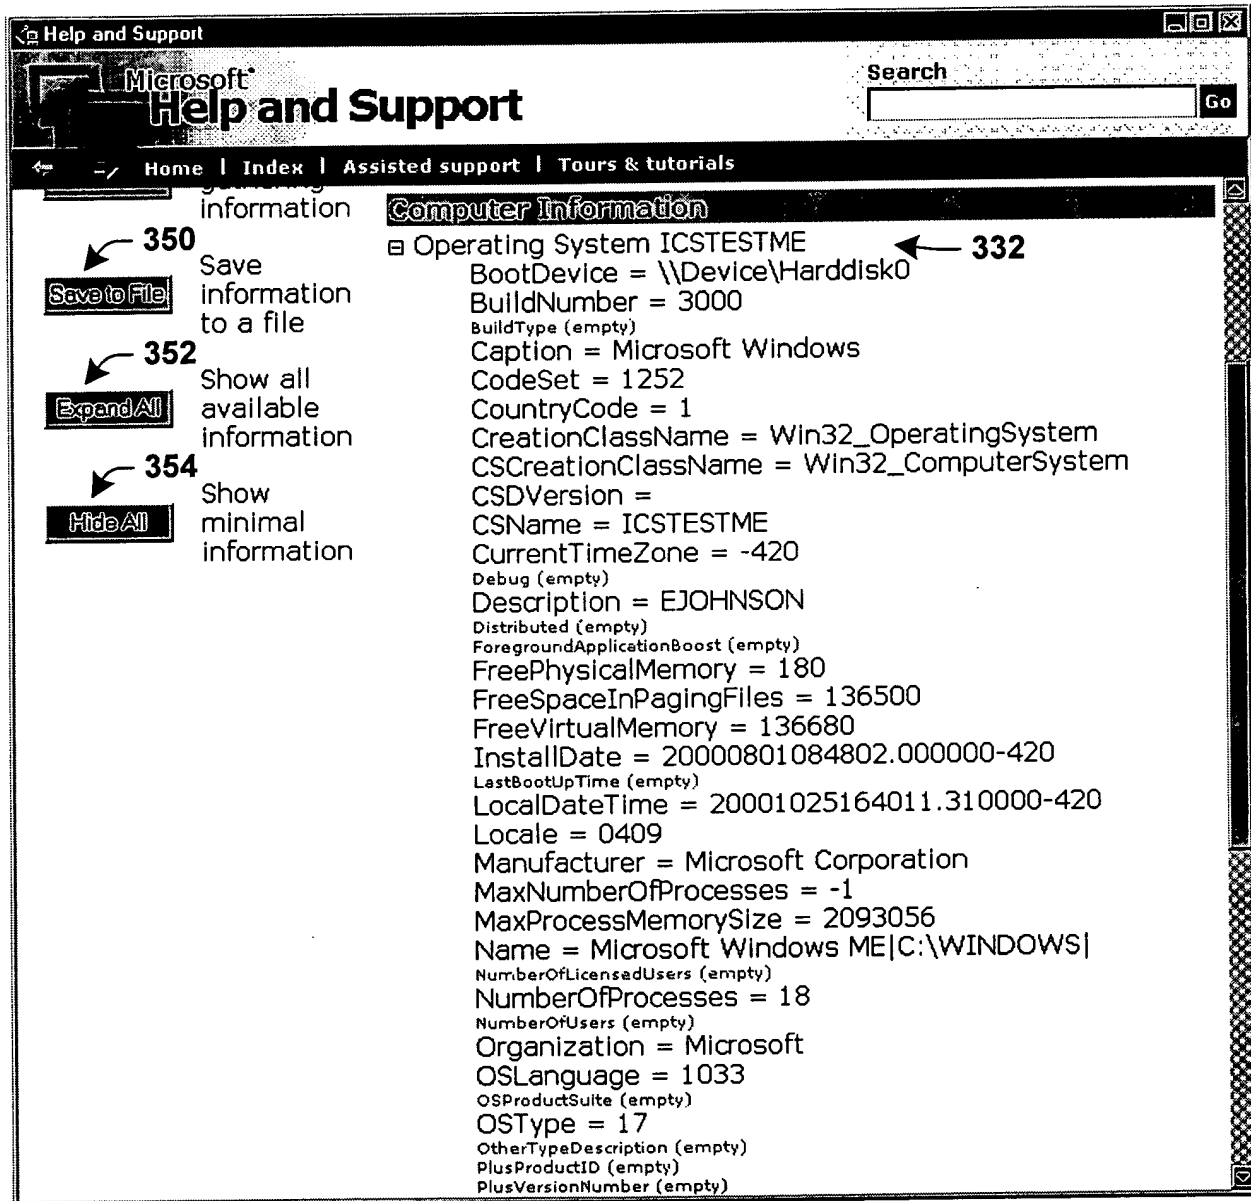 Help and Support
Microsoft
Help and Support
Search
Go
Home | Index | Assisted support | Tours & tutorials
gathering
information
350
Save to File
Save
information
to a file
352
Expand All
Show all
available
information
354
Hide All
Show
minimal
information
Computer Information
Operating System ICSTESTME
332
BootDevice = \\Device\Harddisk0
BuildNumber = 3000
BuildType (empty)
Caption = Microsoft Windows
CodeSet = 1252
CountryCode = 1
CreationClassName = Win32_OperatingSystem
CSCreationClassName = Win32_ComputerSystem
CSDVersion =
CSName = ICSTESTME
CurrentTimeZone = -420
Debug (empty)
Description = EJOHNSON
Distributed (empty)
ForegroundApplicationBoost (empty)
FreePhysicalMemory = 180
FreeSpaceInPagingFiles = 136500
FreeVirtualMemory = 136680
InstallDate = 20000801084802.000000-420
LastBootUpTime (empty)
LocalDateTime = 20001025164011.310000-420
Locale = 0409
Manufacturer = Microsoft Corporation
MaxNumberOfProcesses = -1
MaxProcessMemorySize = 2093056
Name = Microsoft Windows ME|C:\WINDOWS|
NumberOfLicensedUsers (empty)
NumberOfProcesses = 18
NumberOfUsers (empty)
Organization = Microsoft
OSLanguage = 1033
OSProductSuite (empty)
OSType = 17
OtherTypeDescription (empty)
PlusProductID (empty)
PlusVersionNumber (empty)